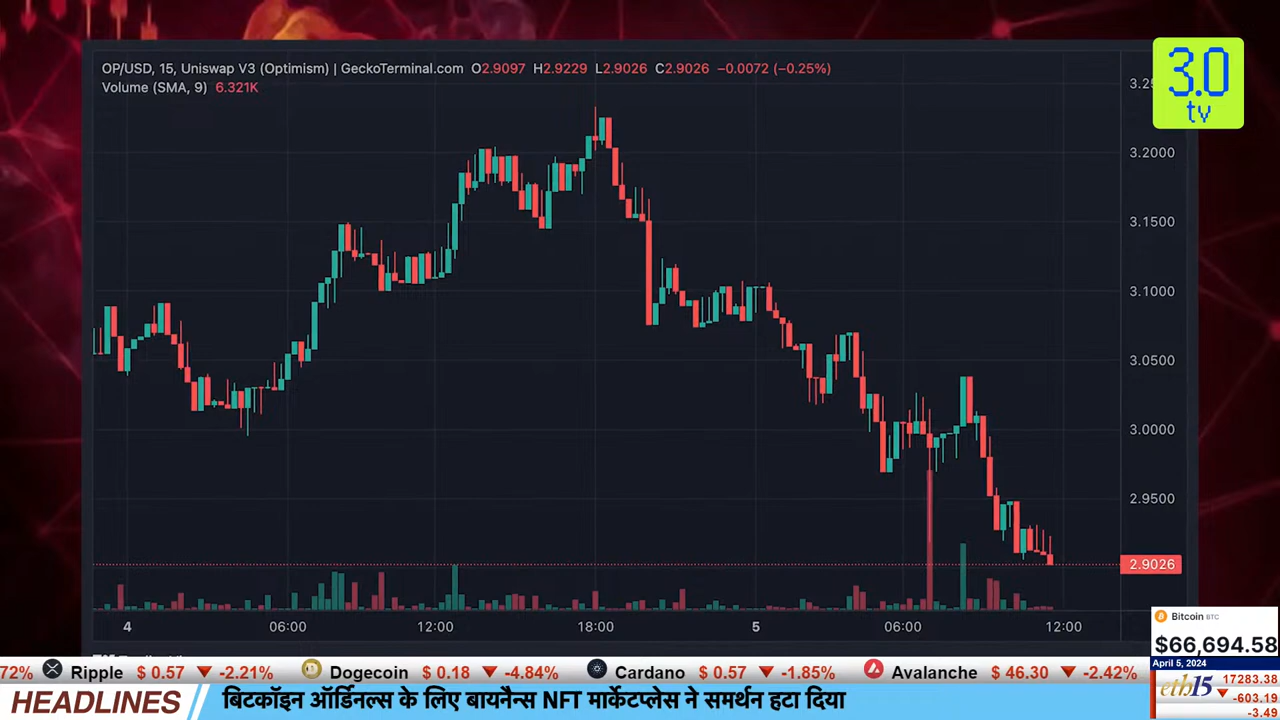 OP/USD, 15, Uniswap V3 (Optimism) | GeckoTerminal.com O2.9097 H2.9229 L2.9026 C2.9026 −0.0072 (−0.25%)
Volume (SMA, 9) 6.321K
3.0
tv
3.2000
3.1500
3.1000
3.0500
3.0000
2.9500
2.9026
4 06:00 12:00 18:00 5 06:00 12:00
Bitcoin BTC
$66,694.58
April 5, 2024
eth15 17283.38
-603.19
-3.49
72% Ripple $ 0.57 -2.21% Dogecoin $ 0.18 -4.84% Cardano $ 0.57 -1.85% Avalanche $ 46.30 -2.42%
HEADLINES बिटकॉइन ऑर्डिनल्स के लिए बायनैन्स NFT मार्केटप्लेस ने समर्थन हटा दिया